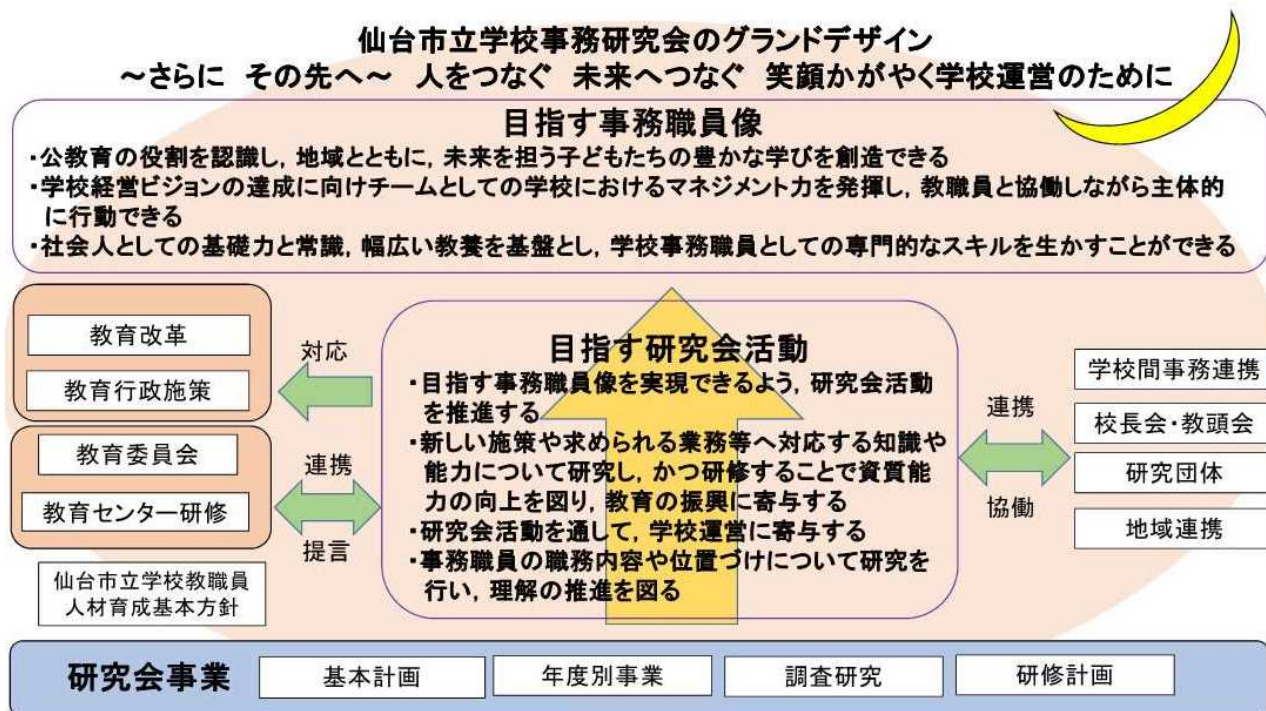 仙台市立学校事務研究会のグランドデザイン
～さらに その先へ～ 人をつなぐ 未来へつなぐ 笑顔かがやく学校運営のために
目指す事務職員像
・公教育の役割を認識し，地域とともに，未来を担う子どもたちの豊かな学びを創造できる
・学校経営ビジョンの達成に向けチームとしての学校におけるマネジメント力を発揮し，教職員と協働しながら主体的
に行動できる
・社会人としての基礎力と常識，幅広い教養を基盤とし，学校事務職員としての専門的なスキルを生かすことができる
教育改革
教育行政施策
対応
教育委員会
教育センター研修
連携
提言
仙台市立学校教職員
人材育成基本方針
目指す研究会活動
・目指す事務職員像を実現できるよう，研究会活動
を推進する
・新しい施策や求められる業務等へ対応する知識や
能力について研究し，かつ研修することで資質能
力の向上を図り，教育の振興に寄与する
・研究会活動を通して，学校運営に寄与する
・事務職員の職務内容や位置づけについて研究を
行い，理解の推進を図る
連携
協働
学校間事務連携
校長会・教頭会
研究団体
地域連携
研究会事業
基本計画
年度別事業
調査研究
研修計画